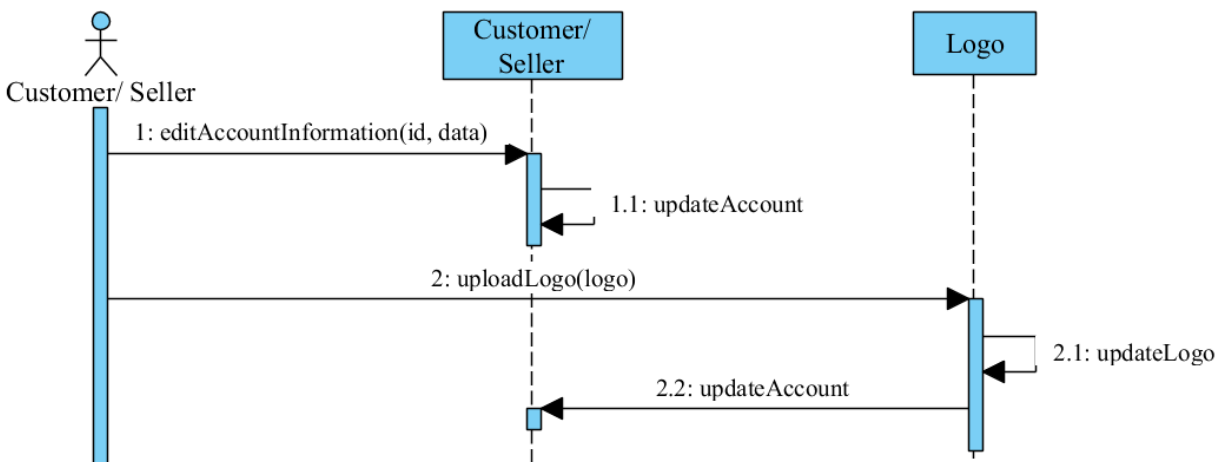 Customer/ Seller
Customer/
Seller
Logo
1: editAccountInformation(id, data)
1.1: updateAccount
2: uploadLogo(logo)
2.1: updateLogo
2.2: updateAccount